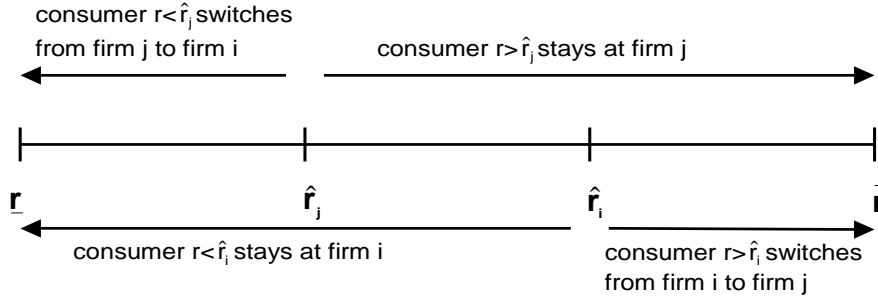 consumer r<r̂ⱼ switches
from firm j to firm i
consumer r>r̂ⱼ stays at firm j
r̲ r̂ⱼ r̂ᵢ
consumer r<r̂ᵢ stays at firm i
consumer r>r̂ᵢ switches
from firm i to firm j